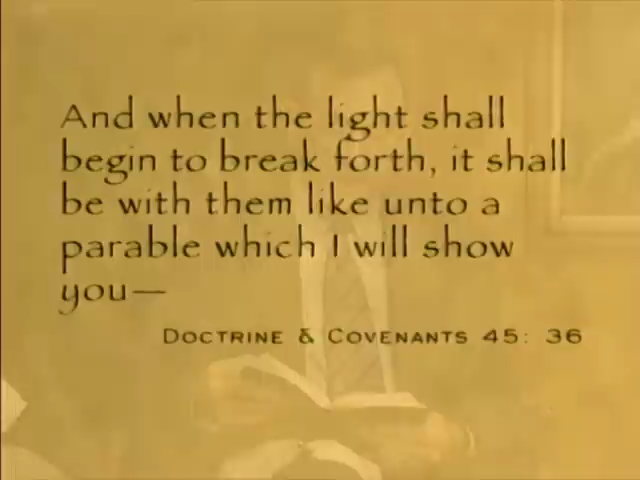 And when the light shall
begin to break forth, it shall
be with them like unto a
parable which I will show
you—
DOCTRINE & COVENANTS 45: 36